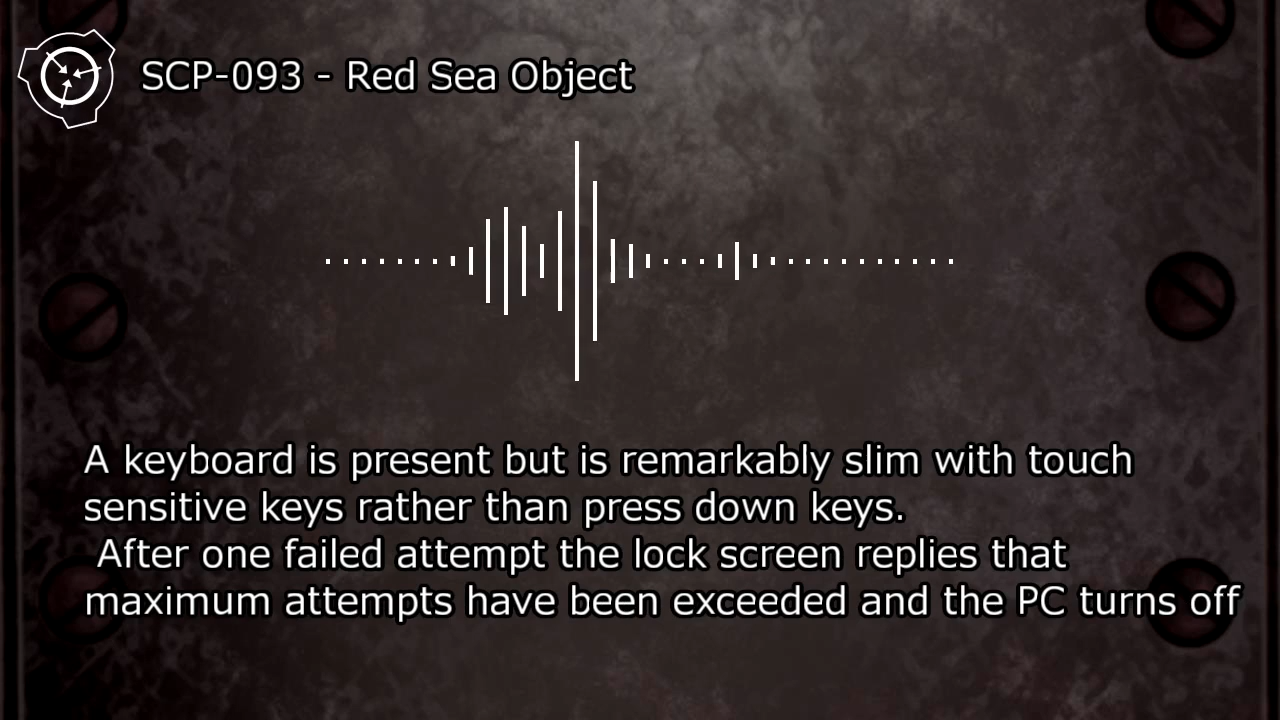 SCP-093 - Red Sea Object
A keyboard is present but is remarkably slim with touch
sensitive keys rather than press down keys.
After one failed attempt the lock screen replies that
maximum attempts have been exceeded and the PC turns off